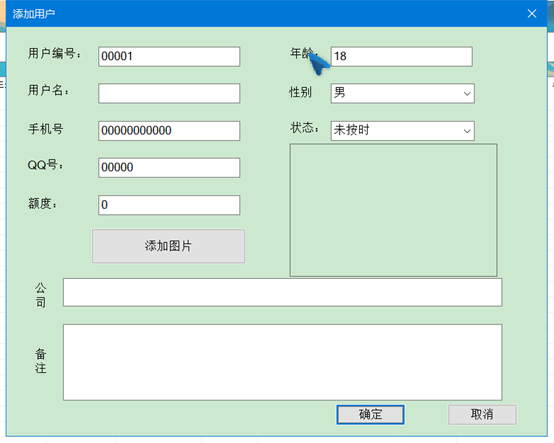 添加用户
用户编号： 00001 年龄： 18
用户名： 性别 男
手机号 00000000000 状态： 未按时
QQ号： 00000
额度： 0
添加图片
公司
备注
确定 取消